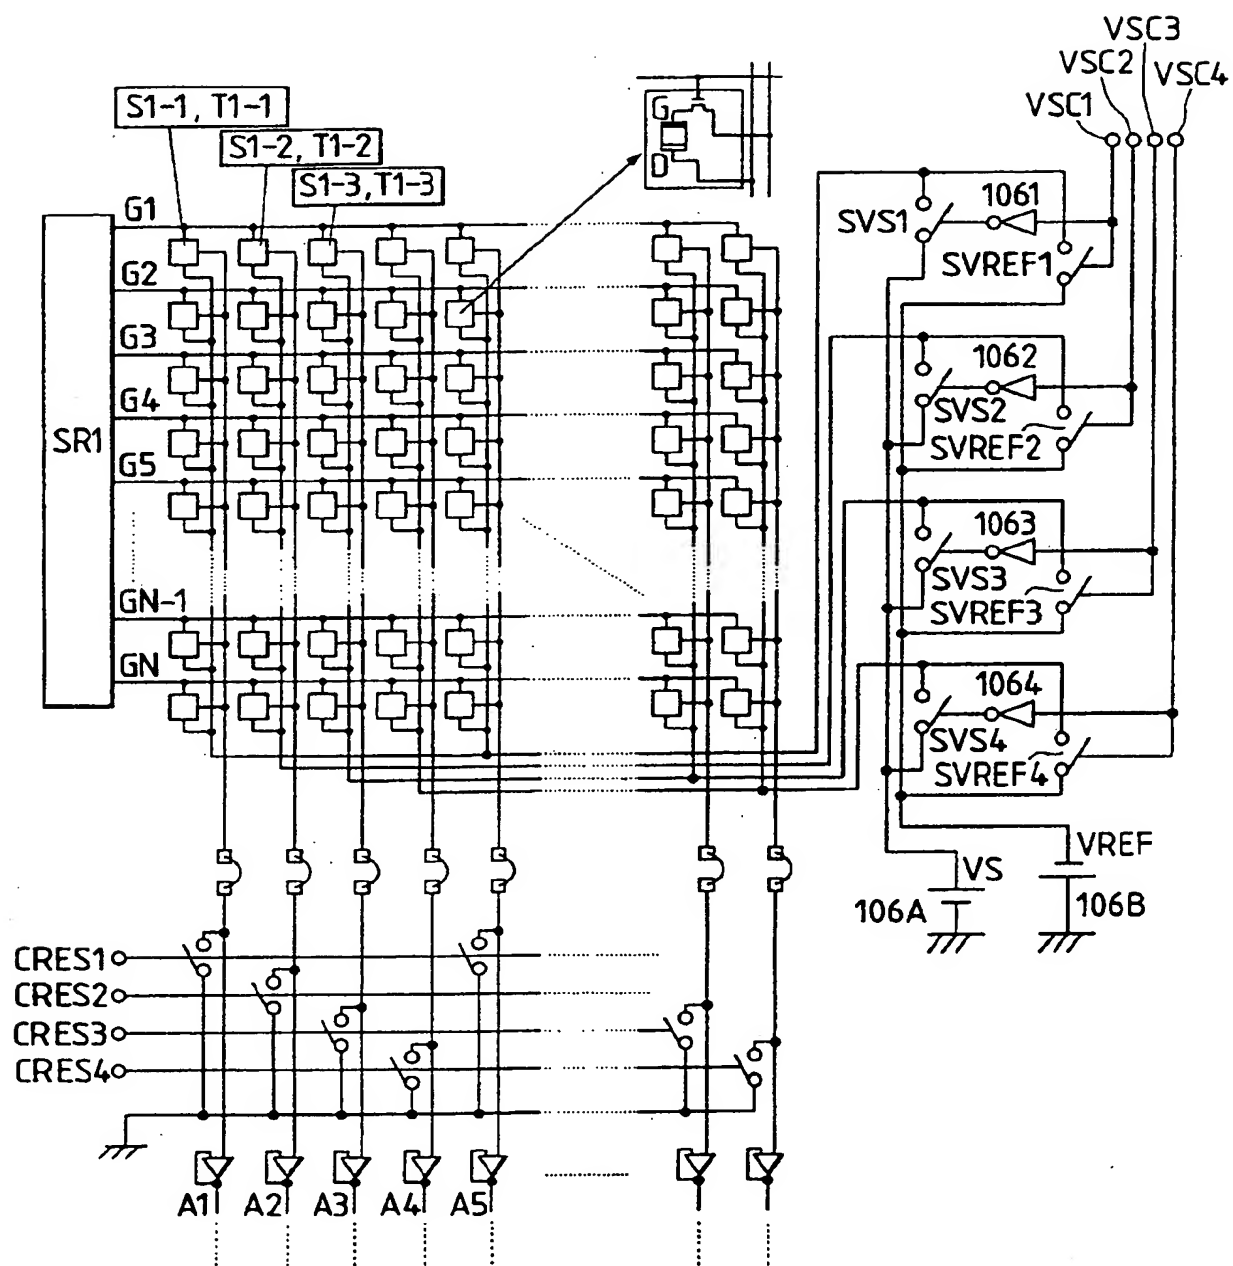 VSC3
VSC2
VSC4
VSC1
S1-1, T1-1
S1-2, T1-2
S1-3, T1-3
G
D
G1
G2
G3
G4
G5
GN-1
GN
SR1
1061
SVS1
SVREF1
1062
SVS2
SVREF2
1063
SVS3
SVREF3
1064
SVS4
SVREF4
VREF
VS
106A
106B
CRES1
CRES2
CRES3
CRES4
A1 A2 A3 A4 A5